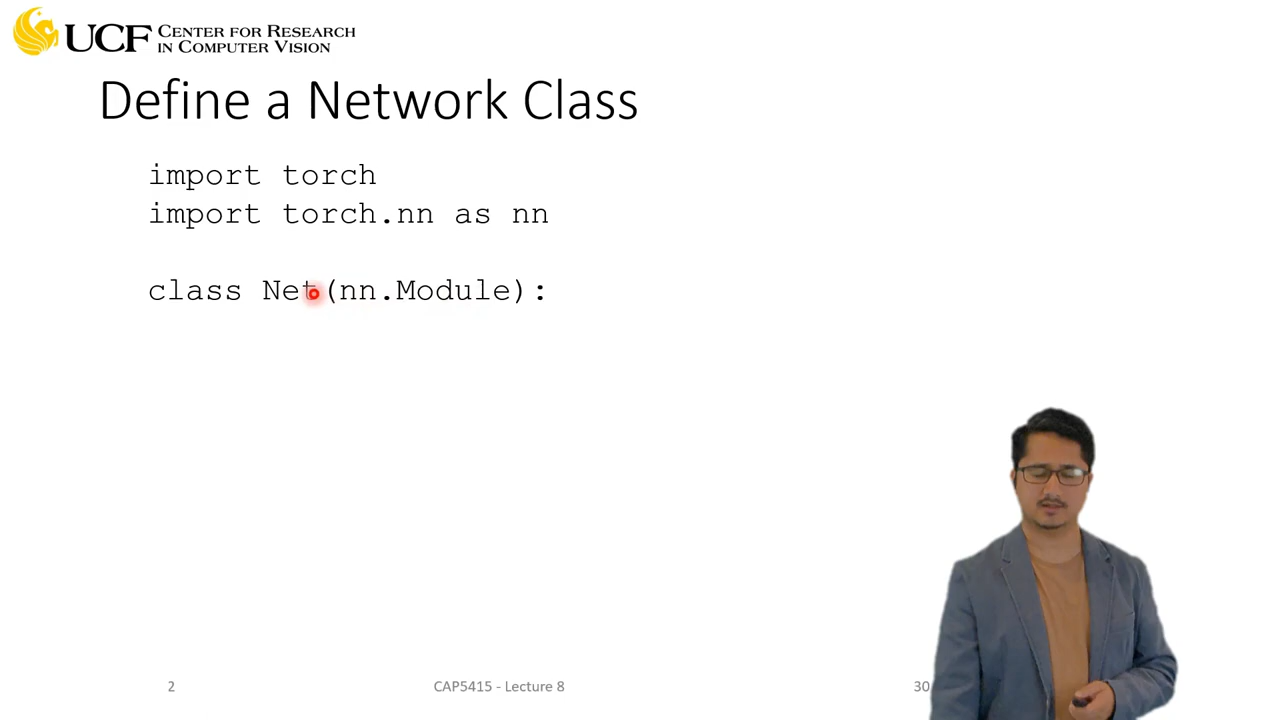 UCF CENTER FOR RESEARCH
IN COMPUTER VISION
Define a Network Class
import torch
import torch.nn as nn
class Net(nn.Module):
2
CAP5415 - Lecture 8
30